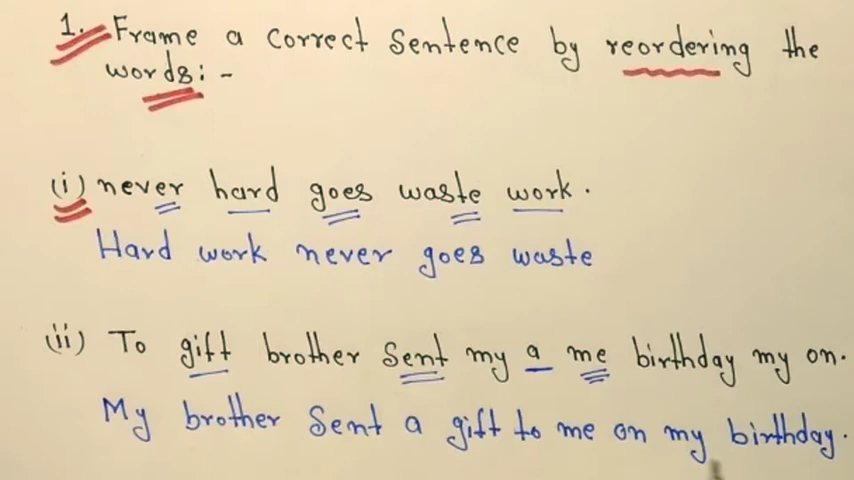 1. Frame a correct sentence by reordering the
words:-
(i) never hard goes waste work.
Hard work never goes waste
(ii) To gift brother sent my a me birthday my on.
My brother sent a gift to me on my birthday.